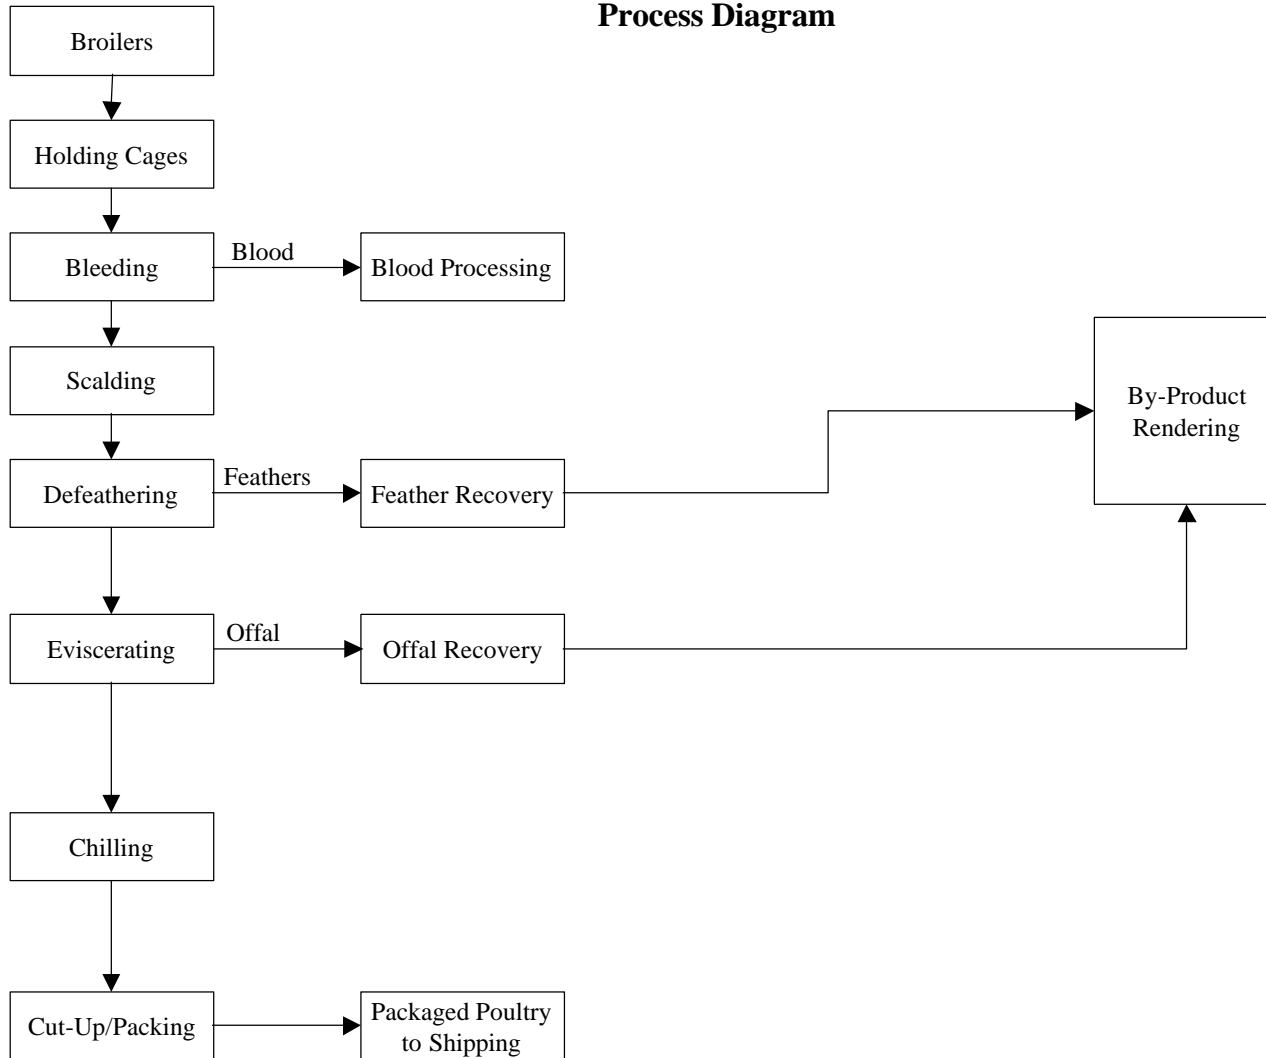 Process Diagram
Broilers
Holding Cages
Bleeding
Blood
Blood Processing
Scalding
By-Product
Rendering
Defeathering
Feathers
Feather Recovery
Eviscerating
Offal
Offal Recovery
Chilling
Cut-Up/Packing
Packaged Poultry
to Shipping